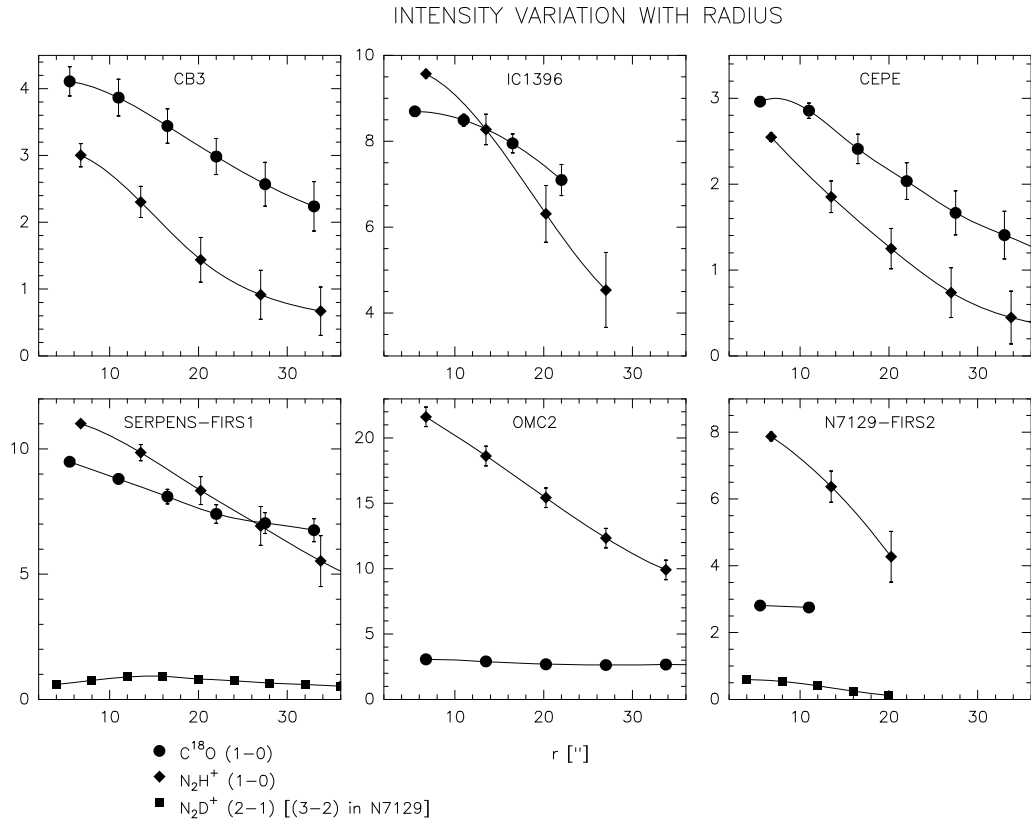 INTENSITY VARIATION WITH RADIUS
CB3
IC1396
CEPE
4
3
2
1
0
10
8
6
4
3
2
1
0
10 20 30
10 20 30
10 20 30
SERPENS-FIRS1
OMC2
N7129-FIRS2
10
5
0
20
15
10
5
0
8
6
4
2
0
10 20 30
10 20 30
10 20 30
r ["]
C¹⁸O (1-0)
N₂H⁺ (1-0)
N₂D⁺ (2-1) [(3-2) in N7129]